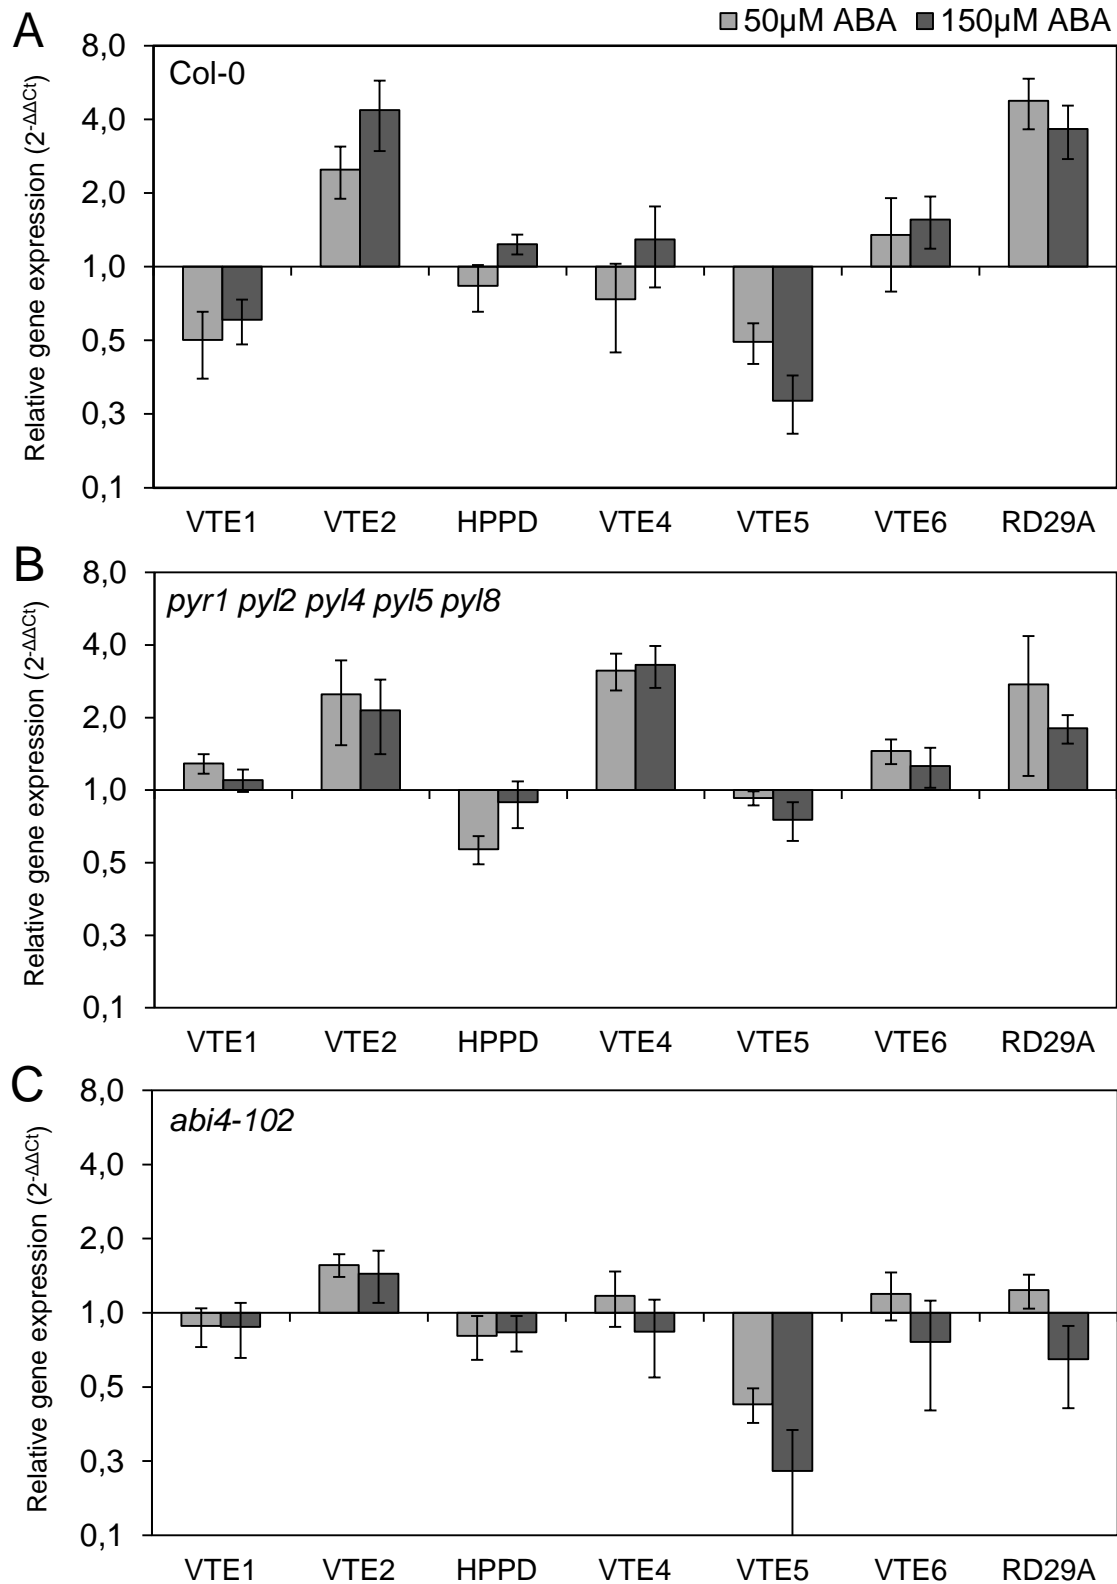 A
50µM ABA 150µM ABA
Relative gene expression (2-ΔΔCt)
8,0
4,0
2,0
1,0
0,5
0,3
0,1
Col-0
VTE1 VTE2 HPPD VTE4 VTE5 VTE6 RD29A
B
Relative gene expression (2-ΔΔCt)
8,0
4,0
2,0
1,0
0,5
0,3
0,1
pyr1 pyl2 pyl4 pyl5 pyl8
VTE1 VTE2 HPPD VTE4 VTE5 VTE6 RD29A
C
Relative gene expression (2-ΔΔCt)
8,0
4,0
2,0
1,0
0,5
0,3
0,1
abi4-102
VTE1 VTE2 HPPD VTE4 VTE5 VTE6 RD29A